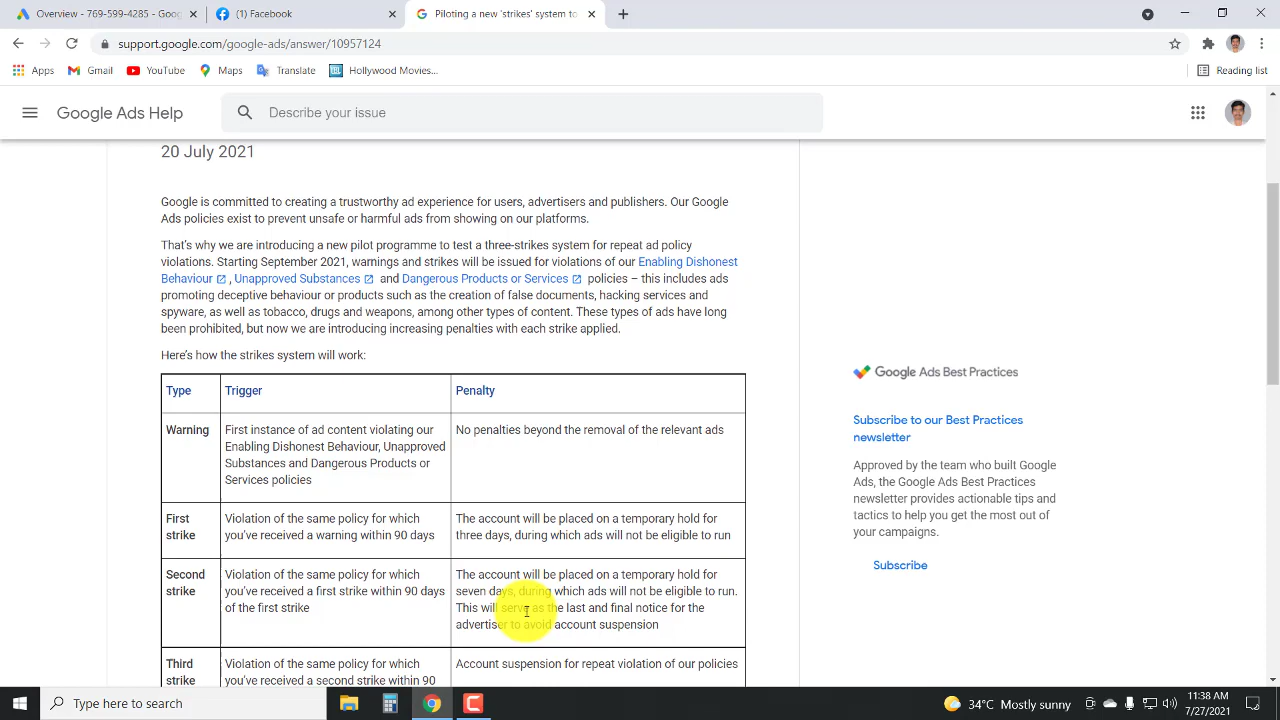 Overview - 769-599-4285 - Goog
(1) Facebook
Piloting a new 'strikes' system to
support.google.com/google-ads/answer/10957124
Apps
Gmail
YouTube
Maps
Translate
Hollywood Movies...
Reading list
Google Ads Help
Describe your issue
20 July 2021
Google is committed to creating a trustworthy ad experience for users, advertisers and publishers. Our Google
Ads policies exist to prevent unsafe or harmful ads from showing on our platforms.
That's why we are introducing a new pilot programme to test a three-strikes system for repeat ad policy
violations. Starting September 2021, warnings and strikes will be issued for violations of our Enabling Dishonest
Behaviour , Unapproved Substances and Dangerous Products or Services policies – this includes ads
promoting deceptive behaviour or products such as the creation of false documents, hacking services and
spyware, as well as tobacco, drugs and weapons, among other types of content. These types of ads have long
been prohibited, but now we are introducing increasing penalties with each strike applied.
Here's how the strikes system will work:
Type
Trigger
Penalty
Warning
First instance of ad content violating our
Enabling Dishonest Behaviour, Unapproved
Substances and Dangerous Products or
Services policies
No penalties beyond the removal of the relevant ads
First
strike
Violation of the same policy for which
you've received a warning within 90 days
The account will be placed on a temporary hold for
three days, during which ads will not be eligible to run
Second
strike
Violation of the same policy for which
you've received a first strike within 90 days
of the first strike
The account will be placed on a temporary hold for
seven days, during which ads will not be eligible to run.
This will serve as the last and final notice for the
advertiser to avoid account suspension
Third
strike
Violation of the same policy for which
you've received a second strike within 90
Account suspension for repeat violation of our policies
Google Ads Best Practices
Subscribe to our Best Practices
newsletter
Approved by the team who built Google
Ads, the Google Ads Best Practices
newsletter provides actionable tips and
tactics to help you get the most out of
your campaigns.
Subscribe
Type here to search
34°C Mostly sunny
11:38 AM
7/27/2021